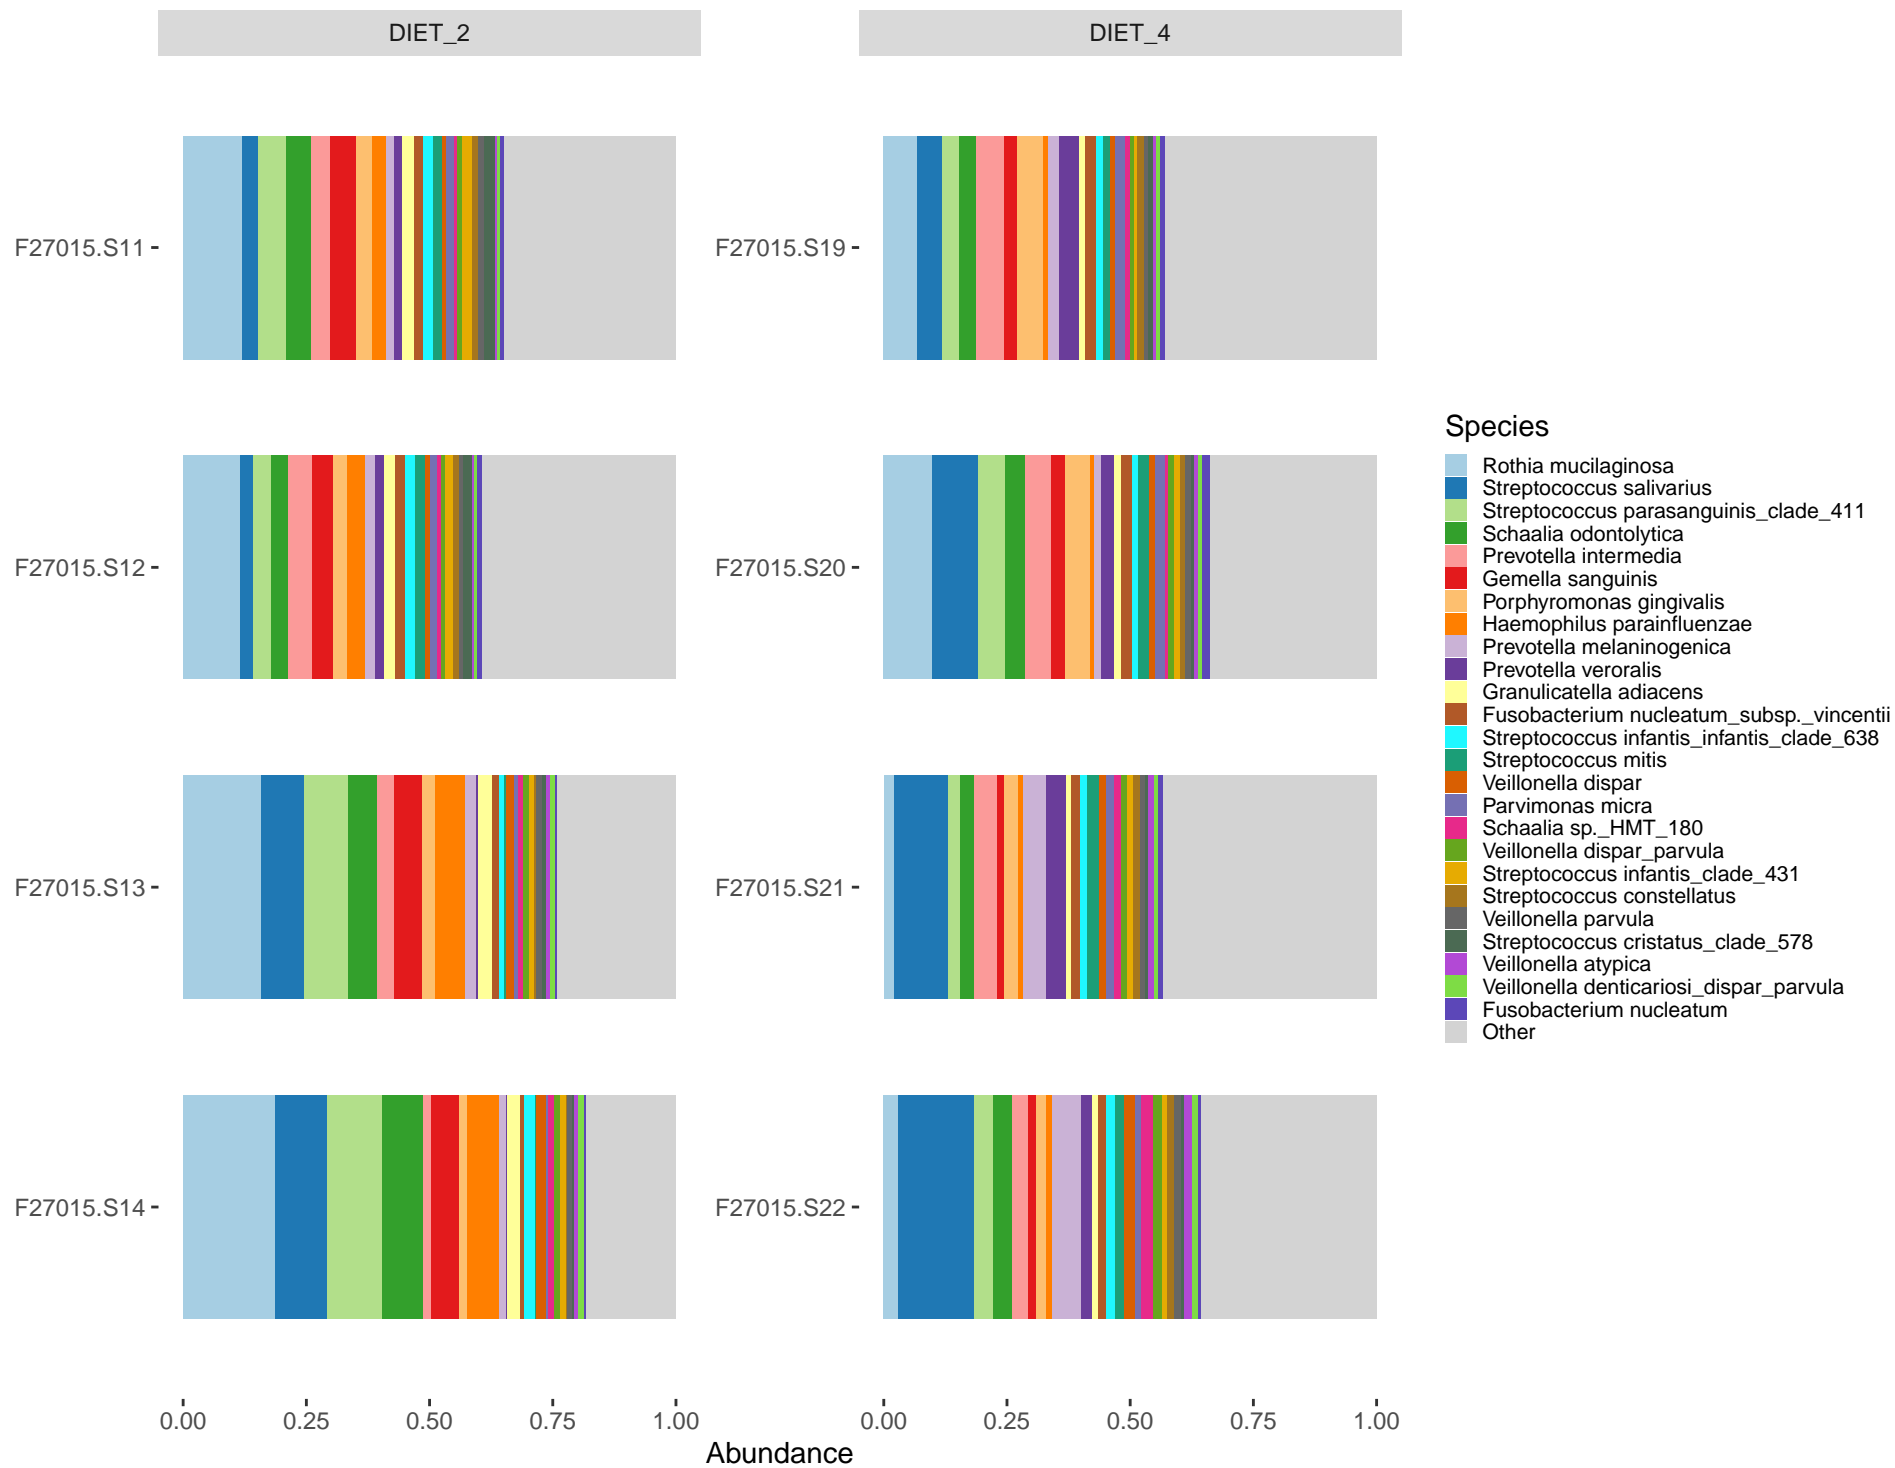 DIET_2
DIET_4
F27015.S11
F27015.S12
F27015.S13
F27015.S14
F27015.S19
F27015.S20
F27015.S21
F27015.S22
0.00 0.25 0.50 0.75 1.00
0.00 0.25 0.50 0.75 1.00
Abundance
Species
Rothia mucilaginosa
Streptococcus salivarius
Streptococcus parasanguinis_clade_411
Schaalia odontolytica
Prevotella intermedia
Gemella sanguinis
Porphyromonas gingivalis
Haemophilus parainfluenzae
Prevotella melaninogenica
Prevotella veroralis
Granulicatella adiacens
Fusobacterium nucleatum_subsp._vincentii
Streptococcus infantis_infantis_clade_638
Streptococcus mitis
Veillonella dispar
Parvimonas micra
Schaalia sp._HMT_180
Veillonella dispar_parvula
Streptococcus infantis_clade_431
Streptococcus constellatus
Veillonella parvula
Streptococcus cristatus_clade_578
Veillonella atypica
Veillonella denticariosi_dispar_parvula
Fusobacterium nucleatum
Other